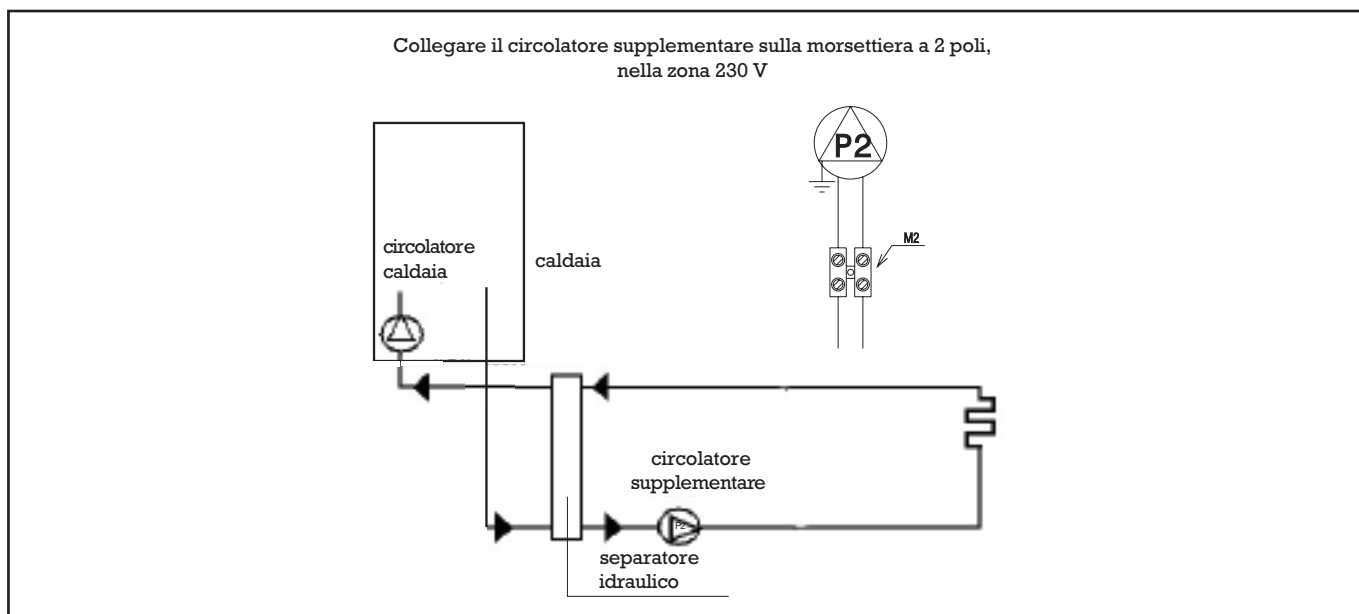 Collegare il circolatore supplementare sulla morsettiera a 2 poli,
nella zona 230 V
P2
M2
circolatore
caldaia
caldaia
circolatore
supplementare
P2
separatore
idraulico